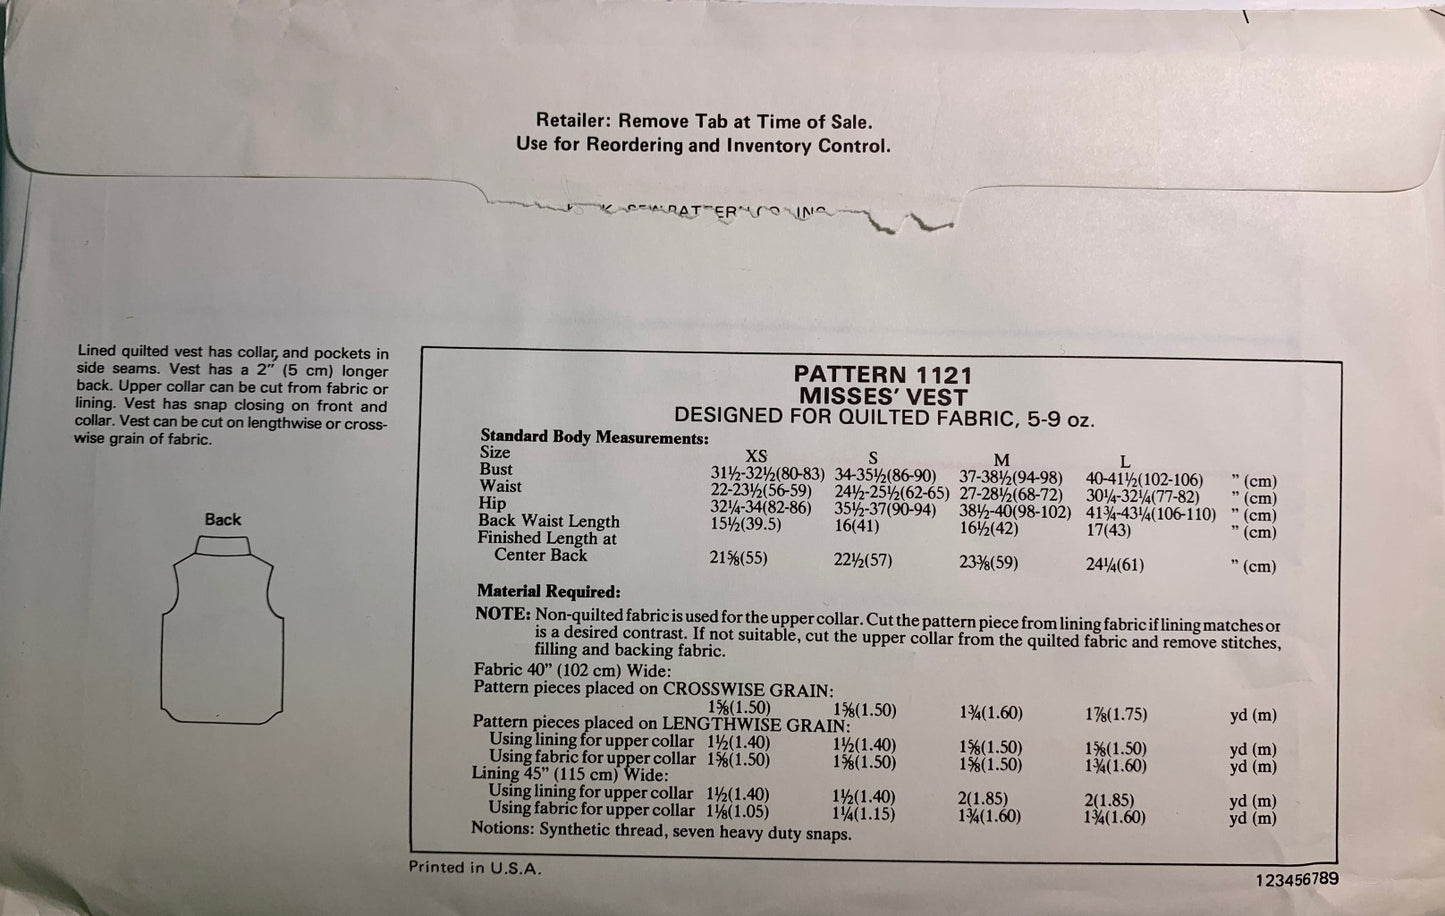 Retailer: Remove Tab at Time of Sale.
Use for Reordering and Inventory Control.
Lined quilted vest has collar, and pockets in
side seams. Vest has a 2” (5 cm) longer
back. Upper collar can be cut from fabric or
lining. Vest has snap closing on front and
collar. Vest can be cut on lengthwise or cross-
wise grain of fabric.
Back
PATTERN 1121
MISSES’ VEST
DESIGNED FOR QUILTED FABRIC, 5-9 oz.
Standard Body Measurements:
Size XS S M L
Bust 31½-32½(80-83) 34-35½(86-90) 37-38½(94-98) 40-41½(102-106) ” (cm)
Waist 22-23½(56-59) 24½-25½(62-65) 27-28½(68-72) 30¼-32¼(77-82) ” (cm)
Hip 32¼-34(82-86) 35½-37(90-94) 38½-40(98-102) 41¾-43¼(106-110) ” (cm)
Back Waist Length 15½(39.5) 16(41) 16½(42) 17(43) ” (cm)
Finished Length at
Center Back 21⅝(55) 22½(57) 23⅜(59) 24¼(61) ” (cm)
Material Required:
NOTE: Non-quilted fabric is used for the upper collar. Cut the pattern piece from lining fabric if lining matches or
is a desired contrast. If not suitable, cut the upper collar from the quilted fabric and remove stitches,
filling and backing fabric.
Fabric 40” (102 cm) Wide:
Pattern pieces placed on CROSSWISE GRAIN:
1⅝(1.50) 1⅝(1.50) 1¾(1.60) 1⅞(1.75) yd (m)
Pattern pieces placed on LENGTHWISE GRAIN:
Using lining for upper collar 1½(1.40) 1½(1.40) 1⅝(1.50) 1⅝(1.50) yd (m)
Using fabric for upper collar 1⅝(1.50) 1⅝(1.50) 1⅝(1.50) 1¾(1.60) yd (m)
Lining 45” (115 cm) Wide:
Using lining for upper collar 1½(1.40) 1½(1.40) 2(1.85) 2(1.85) yd (m)
Using fabric for upper collar 1⅛(1.05) 1¼(1.15) 1¾(1.60) 1¾(1.60) yd (m)
Notions: Synthetic thread, seven heavy duty snaps.
Printed in U.S.A.
123456789